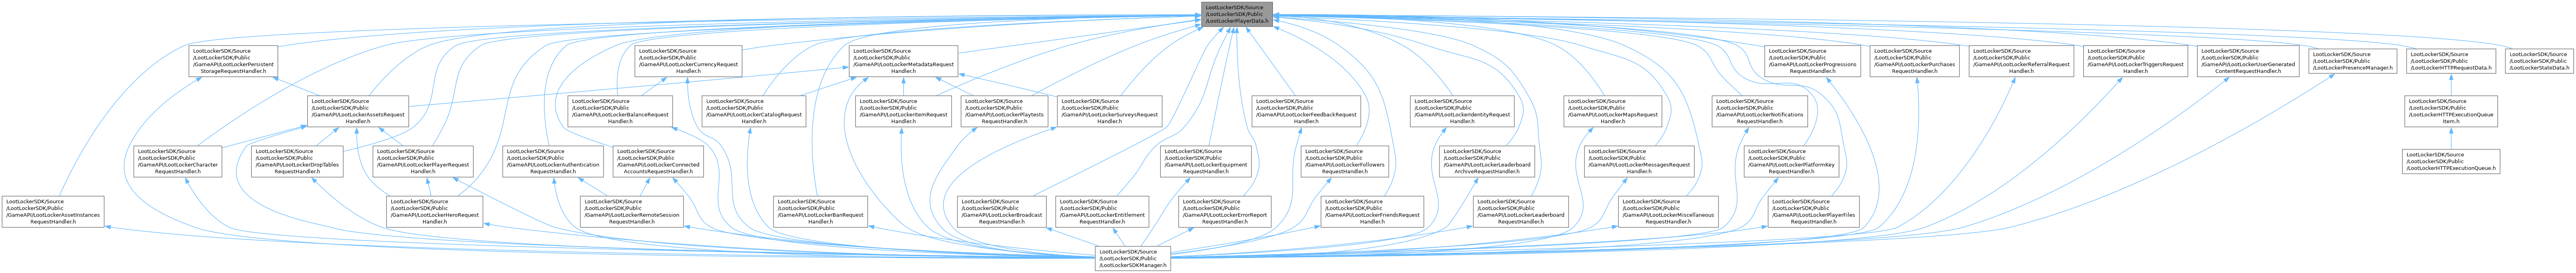 LootLockerSDK/Source
/LootLockerSDK/Public
/LootLockerPlayerData.h
LootLockerSDK/Source
/LootLockerSDK/Public
/GameAPI/LootLockerPersistent
StorageRequestHandler.h
LootLockerSDK/Source
/LootLockerSDK/Public
/GameAPI/LootLockerCurrencyRequest
Handler.h
LootLockerSDK/Source
/LootLockerSDK/Public
/GameAPI/LootLockerMetadataRequest
Handler.h
LootLockerSDK/Source
/LootLockerSDK/Public
/GameAPI/LootLockerProgressions
RequestHandler.h
LootLockerSDK/Source
/LootLockerSDK/Public
/GameAPI/LootLockerPurchases
RequestHandler.h
LootLockerSDK/Source
/LootLockerSDK/Public
/GameAPI/LootLockerReferralRequest
Handler.h
LootLockerSDK/Source
/LootLockerSDK/Public
/GameAPI/LootLockerTriggersRequest
Handler.h
LootLockerSDK/Source
/LootLockerSDK/Public
/GameAPI/LootLockerUserGenerated
ContentRequestHandler.h
LootLockerSDK/Source
/LootLockerSDK/Public
/LootLockerPresenceManager.h
LootLockerSDK/Source
/LootLockerSDK/Public
/LootLockerHTTPRequestData.h
LootLockerSDK/Source
/LootLockerSDK/Public
/LootLockerStateData.h
LootLockerSDK/Source
/LootLockerSDK/Public
/GameAPI/LootLockerAssetsRequest
Handler.h
LootLockerSDK/Source
/LootLockerSDK/Public
/GameAPI/LootLockerBalanceRequest
Handler.h
LootLockerSDK/Source
/LootLockerSDK/Public
/GameAPI/LootLockerCatalogRequest
Handler.h
LootLockerSDK/Source
/LootLockerSDK/Public
/GameAPI/LootLockerItemRequest
Handler.h
LootLockerSDK/Source
/LootLockerSDK/Public
/GameAPI/LootLockerPlaytests
RequestHandler.h
LootLockerSDK/Source
/LootLockerSDK/Public
/GameAPI/LootLockerSurveysRequest
Handler.h
LootLockerSDK/Source
/LootLockerSDK/Public
/GameAPI/LootLockerFeedbackRequest
Handler.h
LootLockerSDK/Source
/LootLockerSDK/Public
/GameAPI/LootLockerIdentityRequest
Handler.h
LootLockerSDK/Source
/LootLockerSDK/Public
/GameAPI/LootLockerMapsRequest
Handler.h
LootLockerSDK/Source
/LootLockerSDK/Public
/GameAPI/LootLockerNotifications
RequestHandler.h
LootLockerSDK/Source
/LootLockerSDK/Public
/LootLockerHTTPExecutionQueue
Item.h
LootLockerSDK/Source
/LootLockerSDK/Public
/GameAPI/LootLockerCharacter
RequestHandler.h
LootLockerSDK/Source
/LootLockerSDK/Public
/GameAPI/LootLockerDropTables
RequestHandler.h
LootLockerSDK/Source
/LootLockerSDK/Public
/GameAPI/LootLockerPlayerRequest
Handler.h
LootLockerSDK/Source
/LootLockerSDK/Public
/GameAPI/LootLockerAuthentication
RequestHandler.h
LootLockerSDK/Source
/LootLockerSDK/Public
/GameAPI/LootLockerConnected
AccountsRequestHandler.h
LootLockerSDK/Source
/LootLockerSDK/Public
/GameAPI/LootLockerEquipment
RequestHandler.h
LootLockerSDK/Source
/LootLockerSDK/Public
/GameAPI/LootLockerFollowers
RequestHandler.h
LootLockerSDK/Source
/LootLockerSDK/Public
/GameAPI/LootLockerLeaderboard
ArchiveRequestHandler.h
LootLockerSDK/Source
/LootLockerSDK/Public
/GameAPI/LootLockerMessagesRequest
Handler.h
LootLockerSDK/Source
/LootLockerSDK/Public
/GameAPI/LootLockerPlatformKey
RequestHandler.h
LootLockerSDK/Source
/LootLockerSDK/Public
/LootLockerHTTPExecutionQueue.h
LootLockerSDK/Source
/LootLockerSDK/Public
/GameAPI/LootLockerAssetInstances
RequestHandler.h
LootLockerSDK/Source
/LootLockerSDK/Public
/GameAPI/LootLockerHeroRequest
Handler.h
LootLockerSDK/Source
/LootLockerSDK/Public
/GameAPI/LootLockerRemoteSession
RequestHandler.h
LootLockerSDK/Source
/LootLockerSDK/Public
/GameAPI/LootLockerBanRequest
Handler.h
LootLockerSDK/Source
/LootLockerSDK/Public
/GameAPI/LootLockerBroadcast
RequestHandler.h
LootLockerSDK/Source
/LootLockerSDK/Public
/GameAPI/LootLockerEntitlement
RequestHandler.h
LootLockerSDK/Source
/LootLockerSDK/Public
/GameAPI/LootLockerErrorReport
RequestHandler.h
LootLockerSDK/Source
/LootLockerSDK/Public
/GameAPI/LootLockerFriendsRequest
Handler.h
LootLockerSDK/Source
/LootLockerSDK/Public
/GameAPI/LootLockerLeaderboard
RequestHandler.h
LootLockerSDK/Source
/LootLockerSDK/Public
/GameAPI/LootLockerMiscellaneous
RequestHandler.h
LootLockerSDK/Source
/LootLockerSDK/Public
/GameAPI/LootLockerPlayerFiles
RequestHandler.h
LootLockerSDK/Source
/LootLockerSDK/Public
/LootLockerSDKManager.h